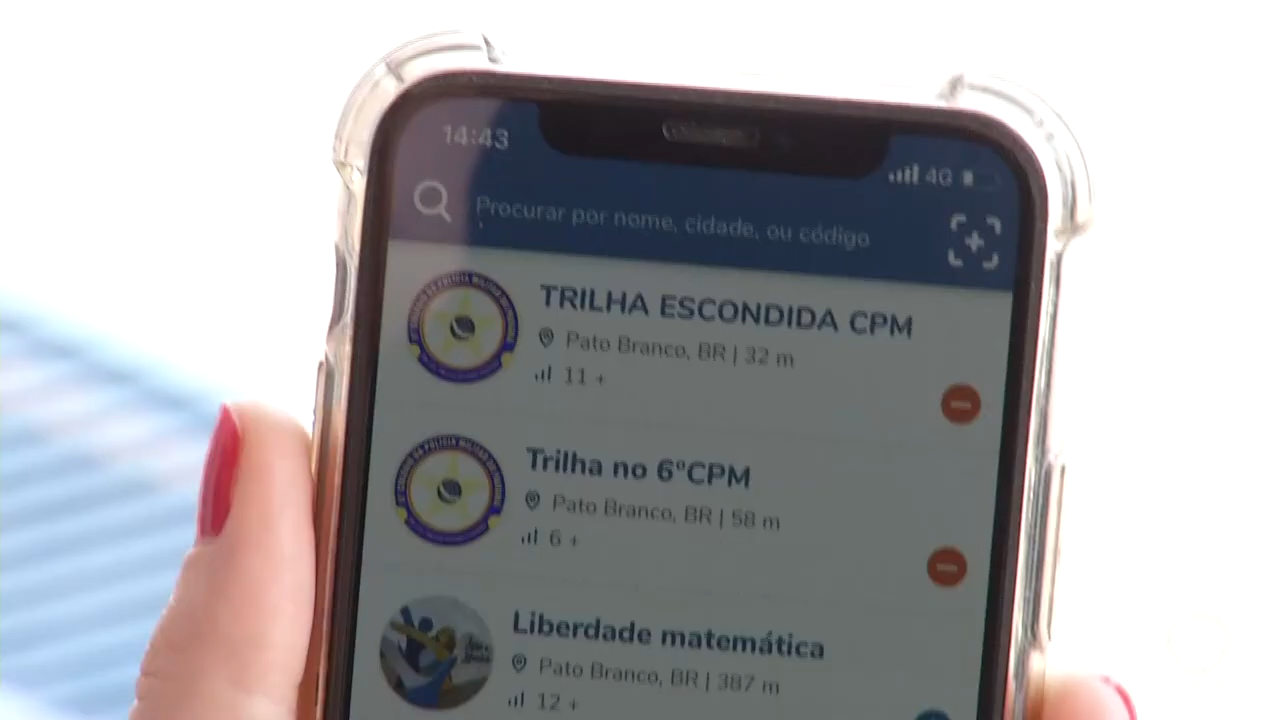 14:43
4G
Procurar por nome, cidade, ou código
TRILHA ESCONDIDA CPM
Pato Branco, BR | 32 m
11 +
Trilha no 6ºCPM
Pato Branco, BR | 58 m
6 +
Liberdade matemática
Pato Branco, BR | 387 m
12 +